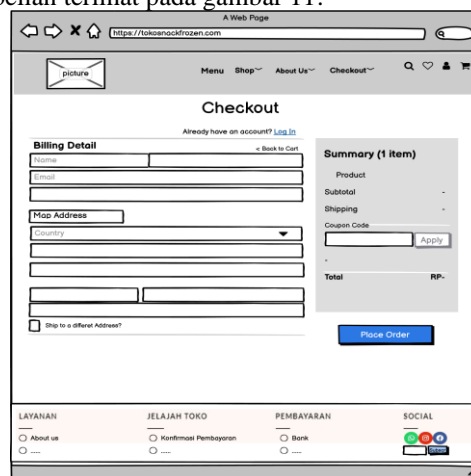 terlihat pada gambar 11.
A Web Page
https://tokosnackfrozen.com
picture
Menu Shop About Us Checkout
Checkout
Already have an account? Log In
Billing Detail
< Back to Cart
Name
Email
Map Address
Country
Ship to a differet Address?
Summary (1 item)
Product
Subtotal -
Shipping -
Coupon Code
Apply
-
Total RP-
Place Order
LAYANAN JELAJAH TOKO PEMBAYARAN SOCIAL
About us Konfirmasi Pembayaran Bank
.... .... ....